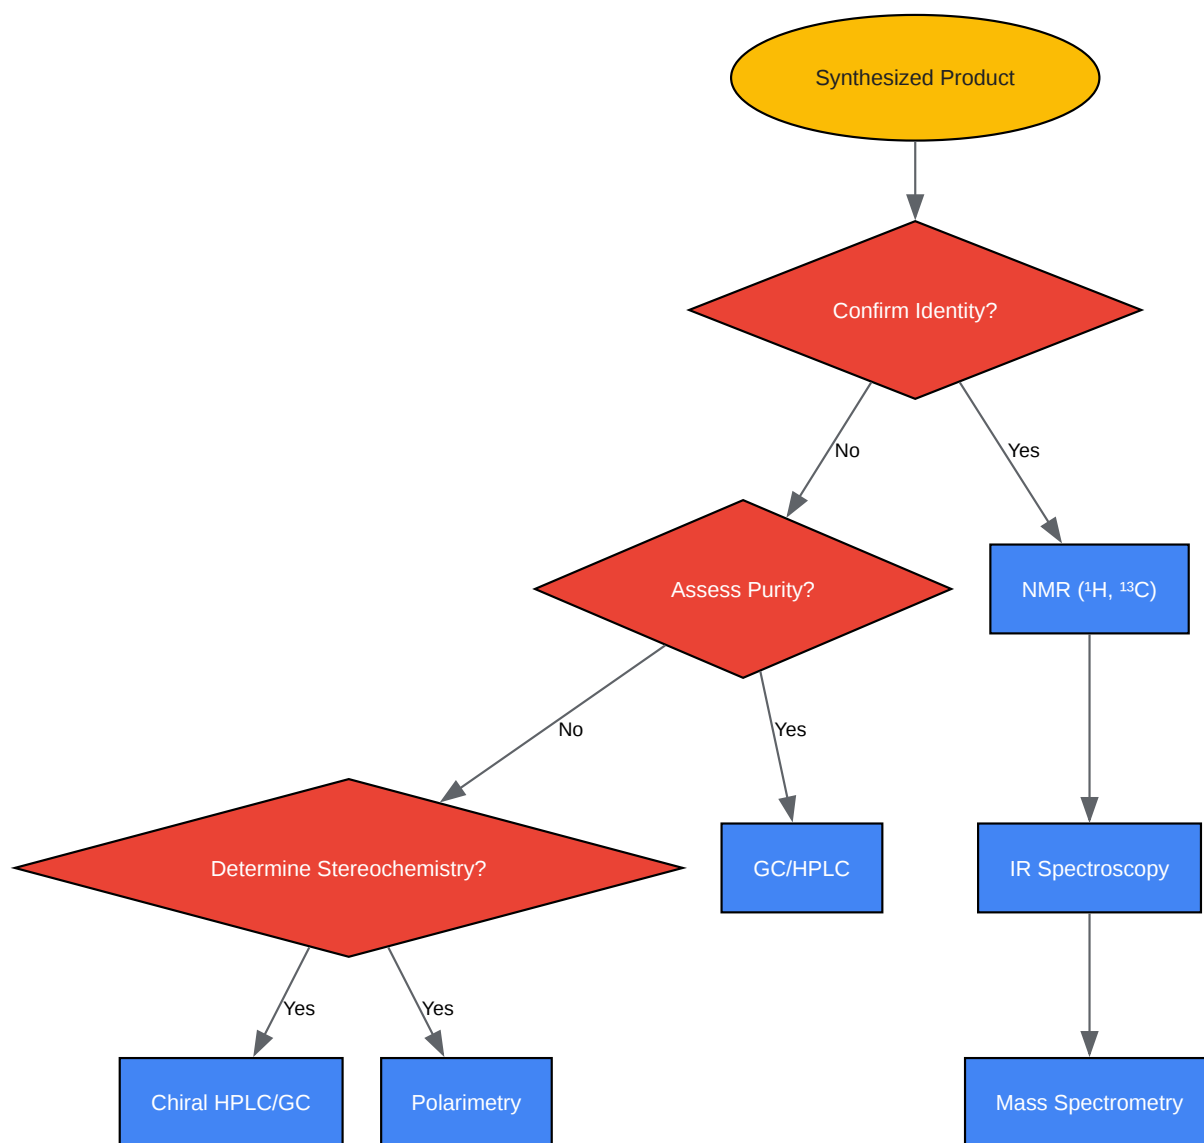 Synthesized Product
Confirm Identity?
No
Yes
Assess Purity?
NMR (¹H, ¹³C)
No
Yes
Determine Stereochemistry?
GC/HPLC
IR Spectroscopy
Yes
Yes
Chiral HPLC/GC
Polarimetry
Mass Spectrometry